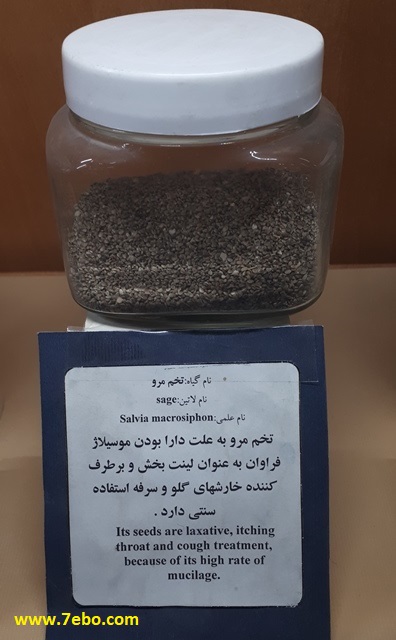 نام گیاه:تخم مرو
نام لاتین:sage
نام علمی:Salvia macrosiphon
تخم مرو به علت دارا بودن موسیلاژ
فراوان به عنوان لینت بخش و برطرف
کننده خارشهای گلو و سرفه استفاده
سنتی دارد .
Its seeds are laxative, itching
throat and cough treatment,
because of its high rate of
mucilage.
www.7ebo.com